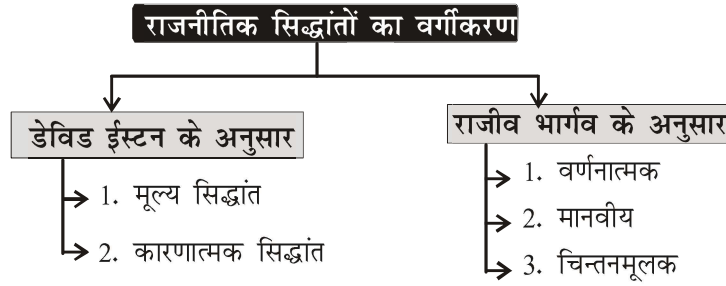 राजनीतिक सिद्धांतों का वर्गीकरण
डेविड ईस्टन के अनुसार
1. मूल्य सिद्धांत
2. कारणात्मक सिद्धांत
राजीव भार्गव के अनुसार
1. वर्णनात्मक
2. मानवीय
3. चिन्तनमूलक